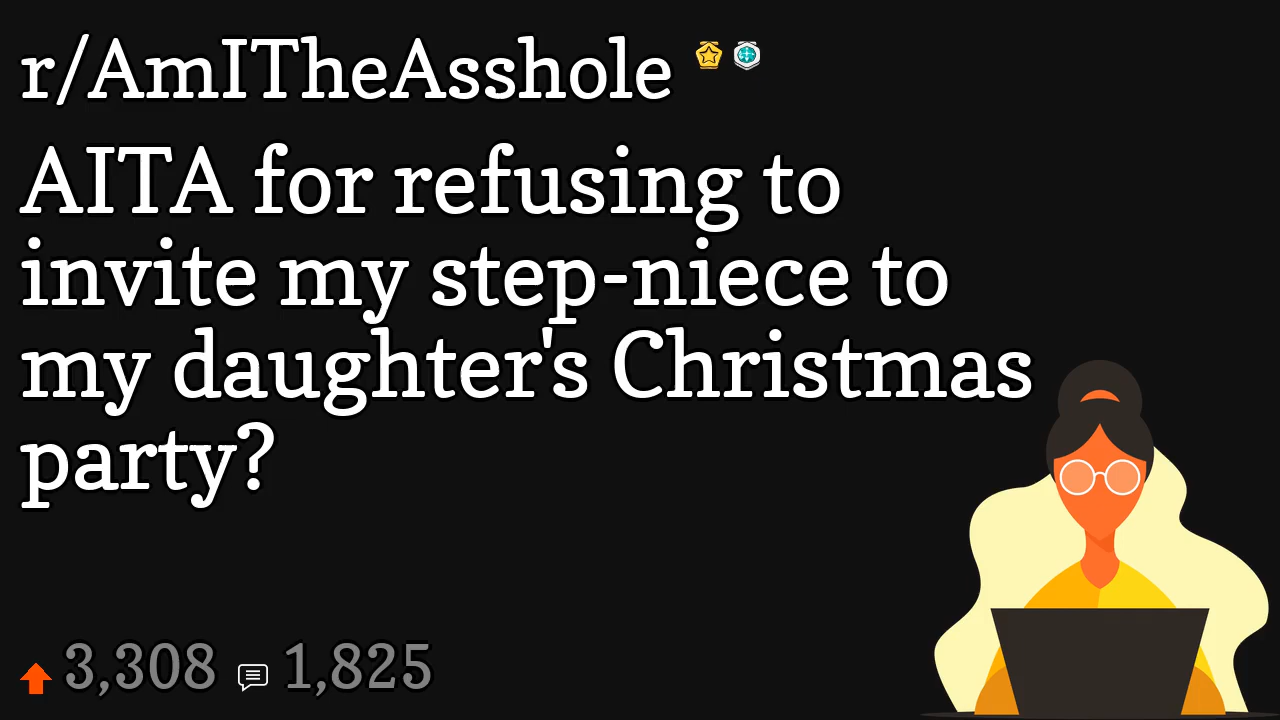 r/AmITheAsshole
AITA for refusing to
invite my step-niece to
my daughter's Christmas
party?
3,308 1,825